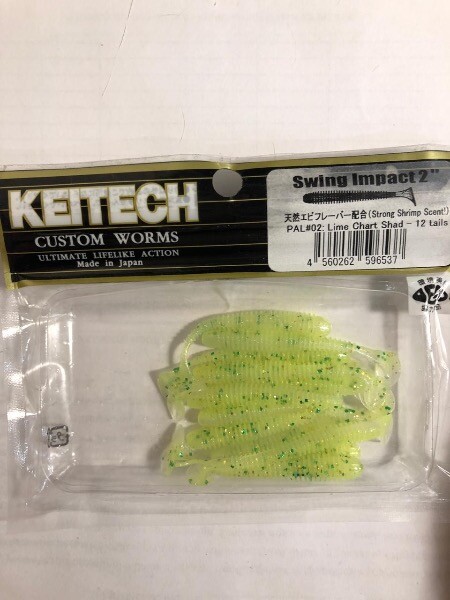 KEITECH
CUSTOM WORMS
ULTIMATE LIFELIKE ACTION
Made in Japan
Swing Impact 2"
天然エビフレーバー配合(Strong Shrimp Scent!)
PAL#02: Lime Chart Shad - 12 tails
4 560262 596537